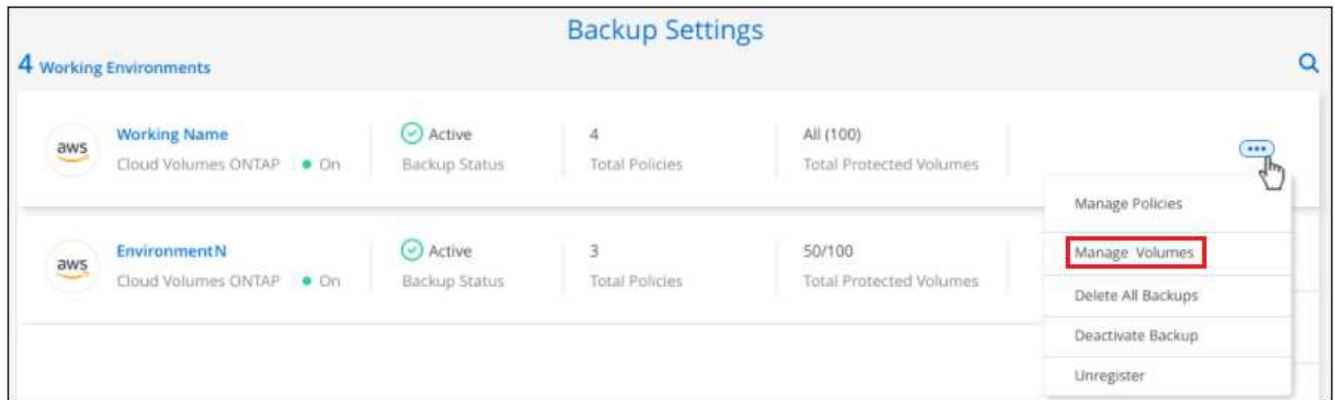 Backup Settings
4 Working Environments
aws Working Name Active 4 All (100)
Cloud Volumes ONTAP On Backup Status Total Policies Total Protected Volumes
Manage Policies
aws EnvironmentN Active 3 50/100 Manage Volumes
Cloud Volumes ONTAP On Backup Status Total Policies Total Protected Volumes
Delete All Backups
Deactivate Backup
Unregister